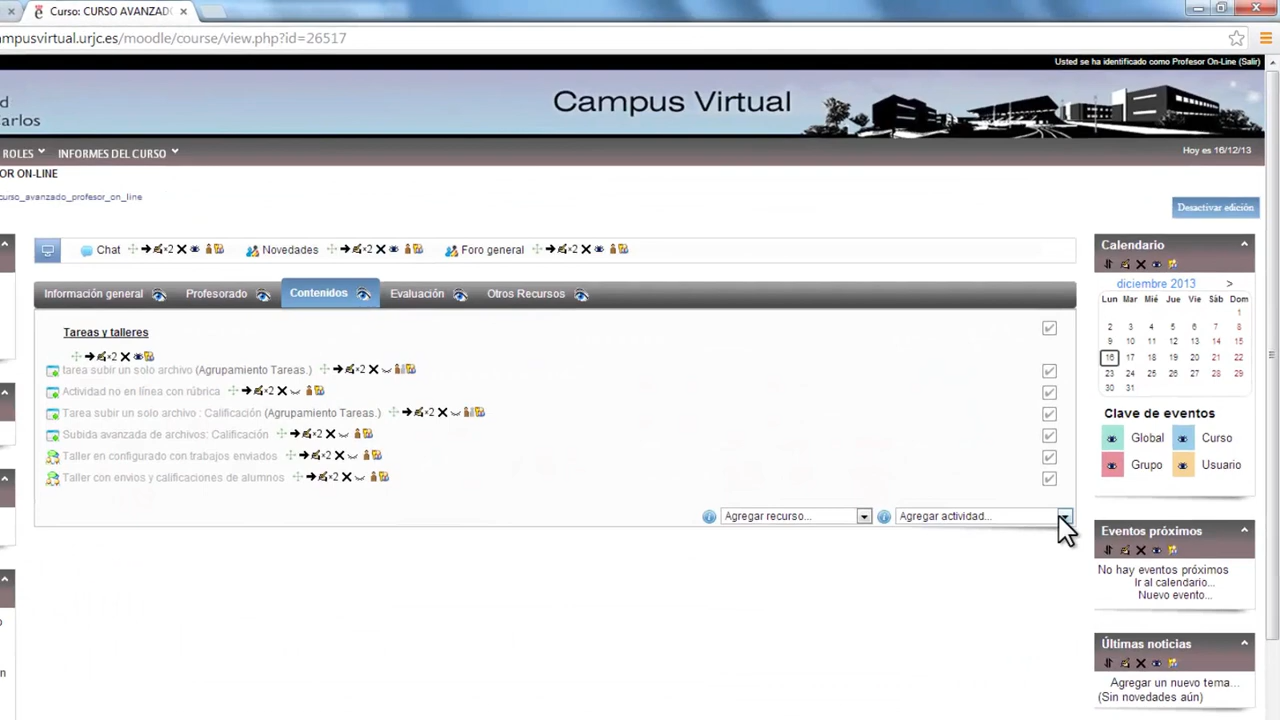 Curso: CURSO AVANZADO
ampusvirtual.urjc.es/moodle/course/view.php?id=26517
Usted se ha identificado como Profesor On-Line (Salir)
d
arlos
Campus Virtual
ROLES
INFORMES DEL CURSO
Hoy es 16/12/13
OR ON-LINE
curso_avanzado_profesor_on_line
Desactivar edición
Chat
Novedades
Foro general
Información general
Profesorado
Contenidos
Evaluación
Otros Recursos
Tareas y talleres
tarea subir un solo archivo (Agrupamiento Tareas.)
Actividad no en línea con rúbrica
Tarea subir un solo archivo : Calificación (Agrupamiento Tareas.)
Subida avanzada de archivos: Calificación
Taller en configurado con trabajos enviados
Taller con envios y calificaciones de alumnos
Agregar recurso...
Agregar actividad...
Calendario
diciembre 2013 >
Lun Mar Mié Jue Vie Sáb Dom
1
2 3 4 5 6 7 8
9 10 11 12 13 14 15
16 17 18 19 20 21 22
23 24 25 26 27 28 29
30 31
Clave de eventos
Global Curso
Grupo Usuario
Eventos próximos
No hay eventos próximos
Ir al calendario...
Nuevo evento...
Últimas noticias
Agregar un nuevo tema...
(Sin novedades aún)